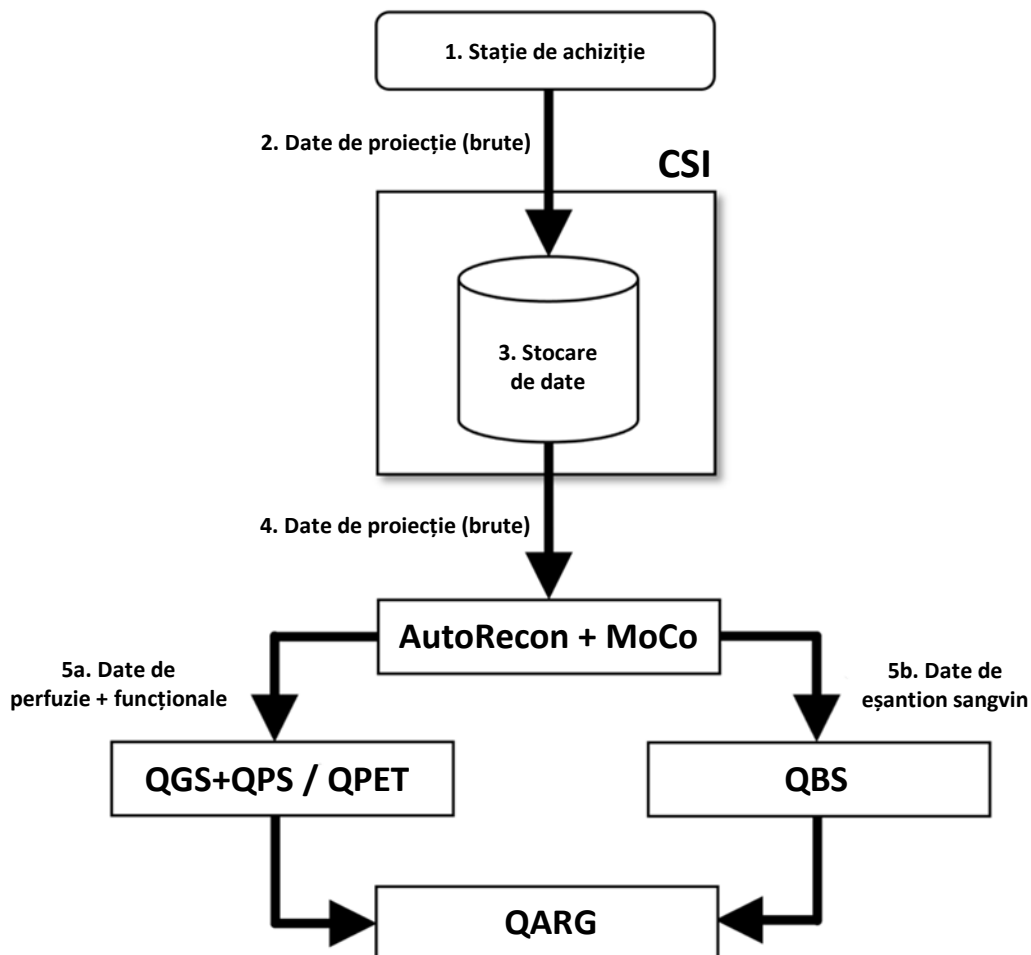 1. Stație de achiziție
2. Date de proiecție (brute)
CSI
3. Stocare
de date
4. Date de proiecție (brute)
AutoRecon + MoCo
5a. Date de
perfuzie + funcționale
5b. Date de
eșantion sangvin
QGS+QPS / QPET
QBS
QARG